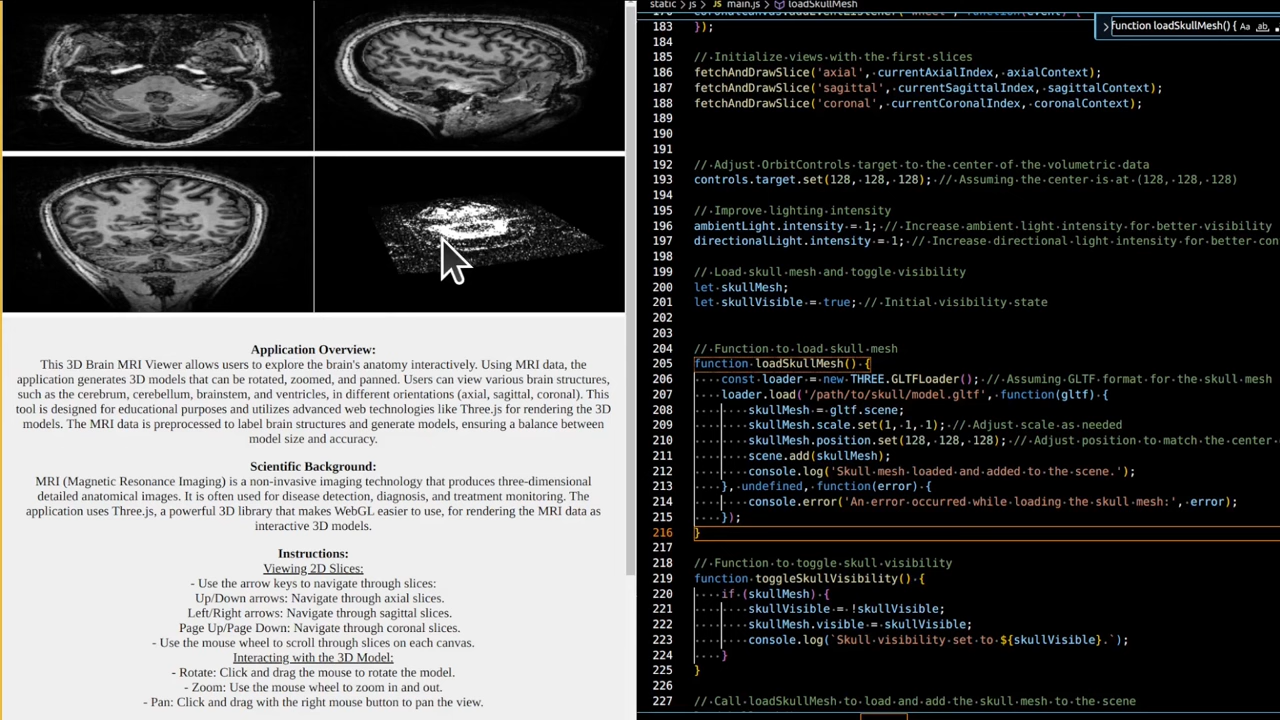 Application Overview:
This 3D Brain MRI Viewer allows users to explore the brain's anatomy interactively. Using MRI data, the
application generates 3D models that can be rotated, zoomed, and panned. Users can view various brain structures,
such as the cerebrum, cerebellum, brainstem, and ventricles, in different orientations (axial, sagittal, coronal). This
tool is designed for educational purposes and utilizes advanced web technologies like Three.js for rendering the 3D
models. The MRI data is preprocessed to label brain structures and generate models, ensuring a balance between
model size and accuracy.
Scientific Background:
MRI (Magnetic Resonance Imaging) is a non-invasive imaging technology that produces three-dimensional
detailed anatomical images. It is often used for disease detection, diagnosis, and treatment monitoring. The
application uses Three.js, a powerful 3D library that makes WebGL easier to use, for rendering the MRI data as
interactive 3D models.
Instructions:
Viewing 2D Slices:
- Use the arrow keys to navigate through slices:
Up/Down arrows: Navigate through axial slices.
Left/Right arrows: Navigate through sagittal slices.
Page Up/Page Down: Navigate through coronal slices.
- Use the mouse wheel to scroll through slices on each canvas.
Interacting with the 3D Model:
- Rotate: Click and drag the mouse to rotate the model.
- Zoom: Use the mouse wheel to zoom in and out.
- Pan: Click and drag with the right mouse button to pan the view.
static > js > JS main.js > loadSkullMesh
function loadSkullMesh() { Aa ab
183 });
184
185 // Initialize views with the first slices
186 fetchAndDrawSlice('axial', currentAxialIndex, axialContext);
187 fetchAndDrawSlice('sagittal', currentSagittalIndex, sagittalContext);
188 fetchAndDrawSlice('coronal', currentCoronalIndex, coronalContext);
189
190
191
192 // Adjust OrbitControls target to the center of the volumetric data
193 controls.target.set(128, 128, 128); // Assuming the center is at (128, 128, 128)
194
195 // Improve lighting intensity
196 ambientLight.intensity = 1; // Increase ambient light intensity for better visibility
197 directionalLight.intensity = 1; // Increase directional light intensity for better con
198
199 // Load skull mesh and toggle visibility
200 let skullMesh;
201 let skullVisible = true; // Initial visibility state
202
203
204 // Function to load skull mesh
205 function loadSkullMesh() {
206 const loader = new THREE.GLTFLoader(); // Assuming GLTF format for the skull mesh
207 loader.load('/path/to/skull/model.gltf', function(gltf) {
208 skullMesh = gltf.scene;
209 skullMesh.scale.set(1, 1, 1); // Adjust scale as needed
210 skullMesh.position.set(128, 128, 128); // Adjust position to match the center
211 scene.add(skullMesh);
212 console.log('Skull mesh loaded and added to the scene.');
213 }, undefined, function(error) {
214 console.error('An error occurred while loading the skull mesh:', error);
215 });
216 }
217
218 // Function to toggle skull visibility
219 function toggleSkullVisibility() {
220 if (skullMesh) {
221 skullVisible = !skullVisible;
222 skullMesh.visible = skullVisible;
223 console.log(`Skull visibility set to ${skullVisible}.`);
224 }
225 }
226
227 // Call loadSkullMesh to load and add the skull mesh to the scene